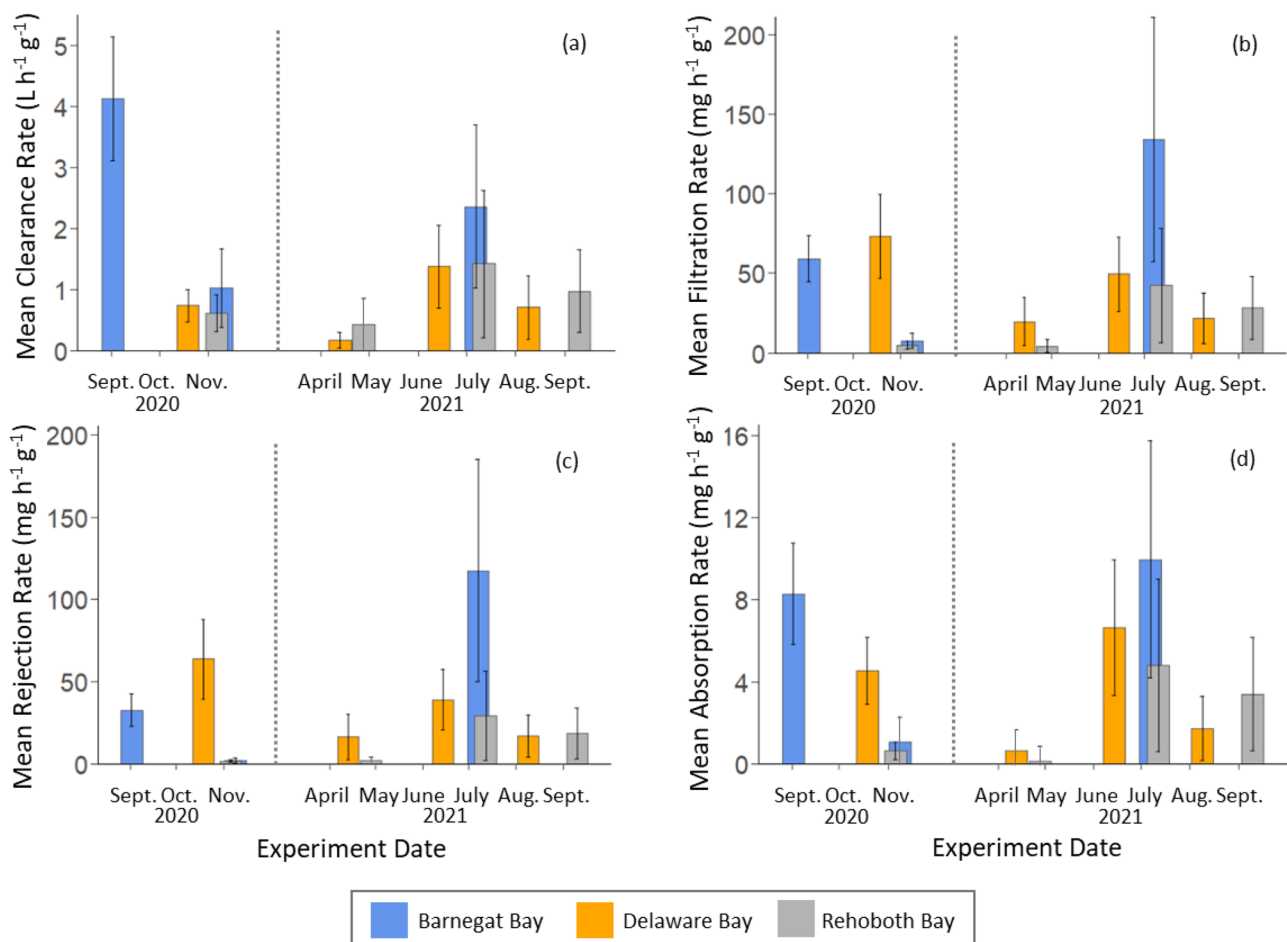 (a)
Mean Clearance Rate (L h⁻¹ g⁻¹)
5
4
3
2
1
0
Sept. Oct. Nov. April May June July Aug. Sept.
2020 2021
(b)
Mean Filtration Rate (mg h⁻¹ g⁻¹)
200
150
100
50
0
Sept. Oct. Nov. April May June July Aug. Sept.
2020 2021
(c)
Mean Rejection Rate (mg h⁻¹ g⁻¹)
200
150
100
50
0
Sept. Oct. Nov. April May June July Aug. Sept.
2020 2021
Experiment Date
(d)
Mean Absorption Rate (mg h⁻¹ g⁻¹)
16
12
8
4
0
Sept. Oct. Nov. April May June July Aug. Sept.
2020 2021
Experiment Date
Barnegat Bay Delaware Bay Rehoboth Bay